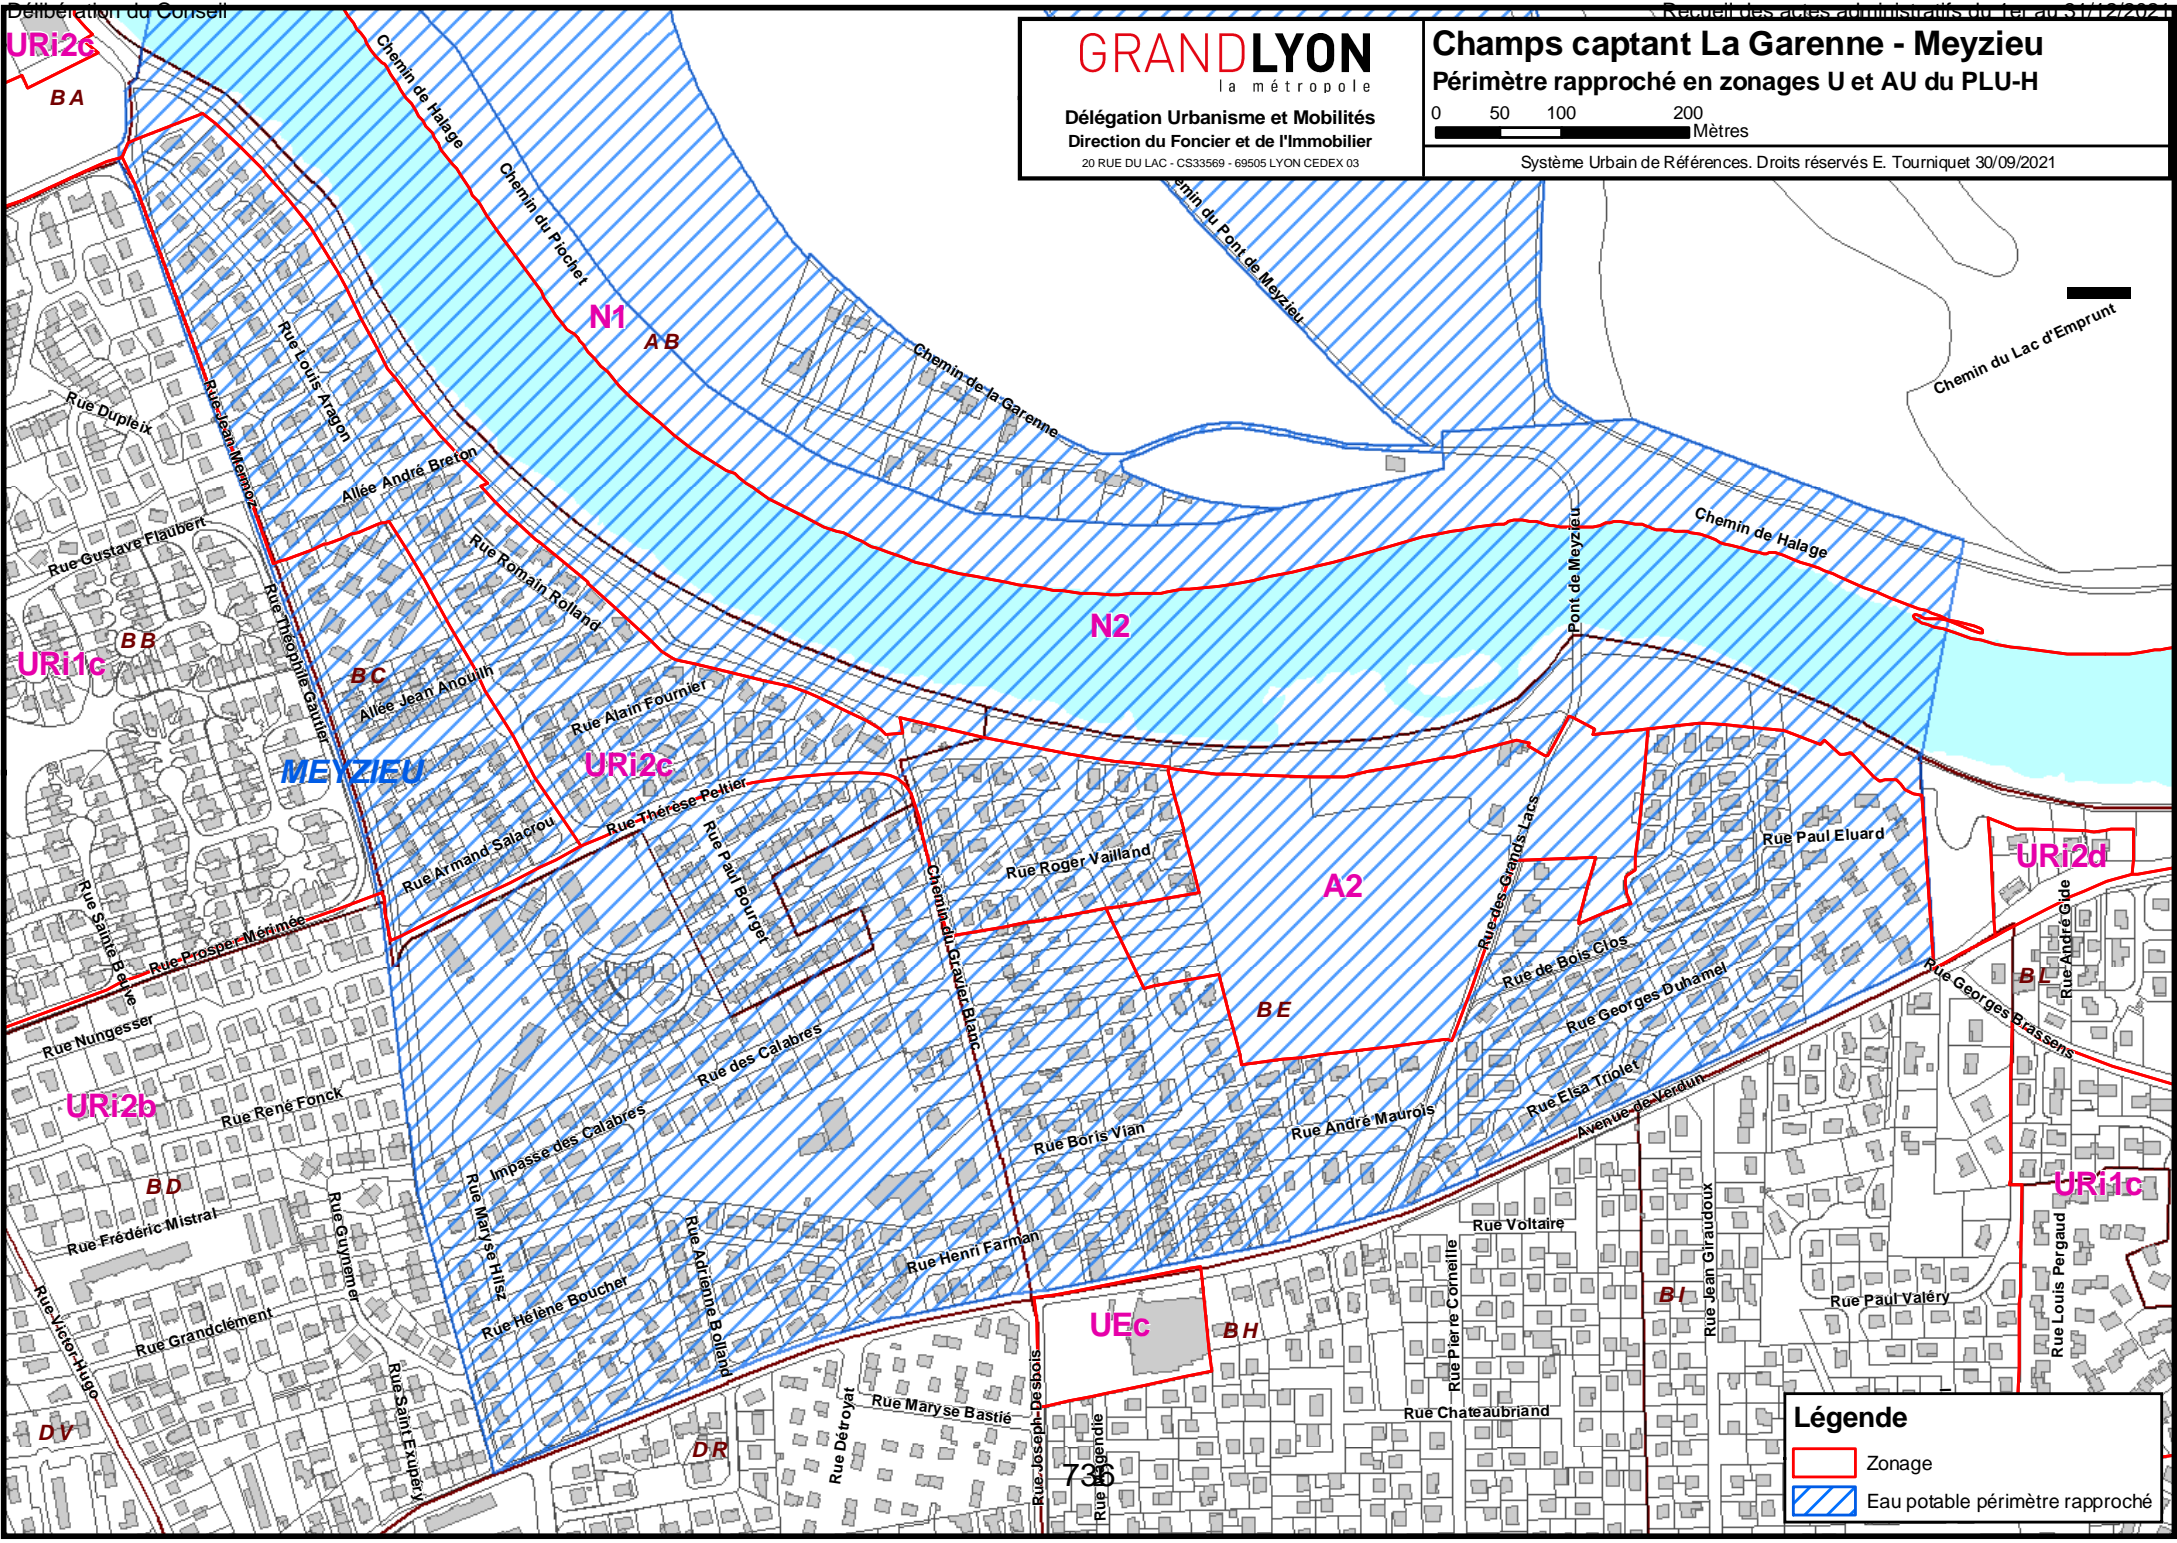 Délibération du Conseil
Recueil des actes administratifs du 1er au 31/12/2021
GRANDLYON
la métropole
Délégation Urbanisme et Mobilités
Direction du Foncier et de l'Immobilier
20 RUE DU LAC - CS33569 - 69505 LYON CEDEX 03
Champs captant La Garenne - Meyzieu
Périmètre rapproché en zonages U et AU du PLU-H
0 50 100 200
Mètres
Système Urbain de Références. Droits réservés E. Tourniquet 30/09/2021
URi2c
BA
Chemin de Halage
Chemin du Piochet
N1
AB
emin du Pont de Meyzieu
Chemin du Lac d'Emprunt
Chemin de la Garenne
Rue Louis Aragon
Rue Dupleix
Rue Jean Mermoz
Allée André Breton
Rue Gustave Flaubert
Rue Romain Rolland
Pont de Meyzieu
Chemin de Halage
Rue Théophile Gautier
N2
BB
URi1c
BC
Allée Jean Anouilh
Rue Alain Fournier
URi2c
MEYZIEU
Rue Thérèse Peltier
Rue Armand Salacrou
Rue Paul Bourget
Chemin du Gravier Blanc
Rue Roger Vailland
A2
Rue des Grands Lacs
Rue Paul Eluard
URi2d
Rue André Gide
Rue Sainte Beuve
Rue Prosper Mérimée
Rue de Bois Clos
Rue Georges Duhamel
BE
BL
Rue Georges Brassens
Rue Nungesser
Rue des Calabres
URi2b
Rue René Fonck
Impasse des Calabres
Rue Boris Vian
Rue André Maurois
Rue Elsa Triolet
Avenue de Verdun
BD
Rue Frédéric Mistral
Rue Guynemer
Rue Maryse Hilsz
Rue Adrienne Bolland
Rue Henri Farman
Rue Hélène Boucher
Rue Voltaire
Rue Pierre Corneille
Rue Jean Giraudoux
URi1c
Rue Louis Pergaud
BI
Rue Paul Valéry
Rue Victor Hugo
Rue Grandclément
Rue Saint Exupéry
UEc
BH
Rue Joseph Desbois
Rue Détroyat
Rue Maryse Bastié
Rue Chateaubriand
DV
DR
736
Légende
Zonage
Eau potable périmètre rapproché